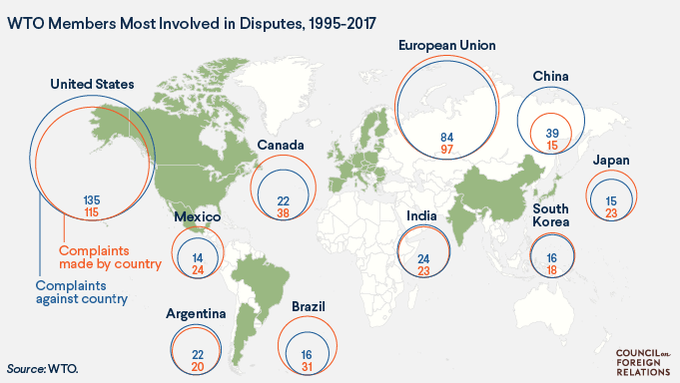 WTO Members Most Involved in Disputes, 1995-2017
European Union
84
97
United States
135
115
China
39
15
Canada
22
38
Japan
15
23
Mexico
14
24
India
24
23
South
Korea
16
18
Complaints
made by country
Complaints
against country
Argentina
22
20
Brazil
16
31
Source: WTO.
COUNCIL on
FOREIGN
RELATIONS